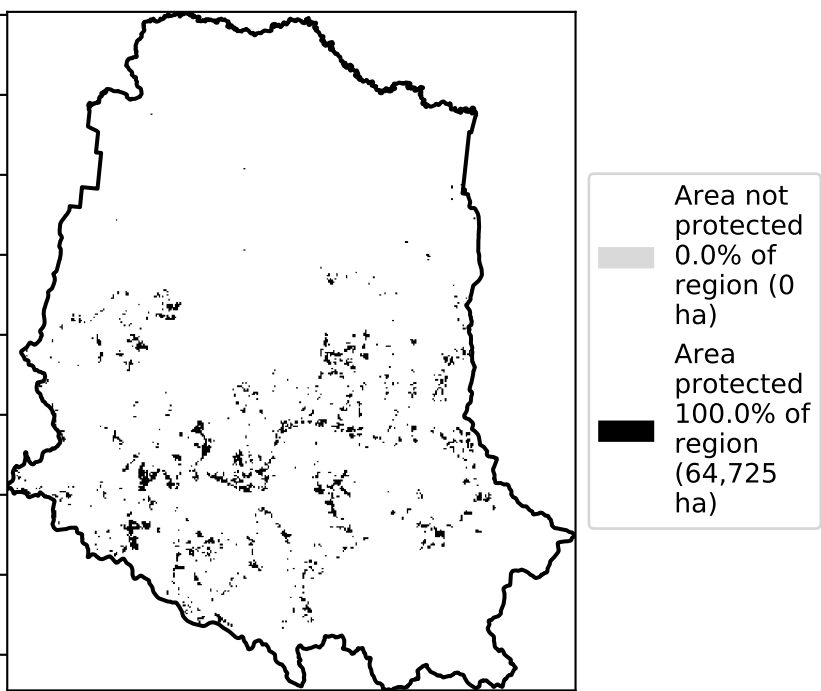 Area not
protected
0.0% of
region (0
ha)
Area
protected
100.0% of
region
(64,725
ha)